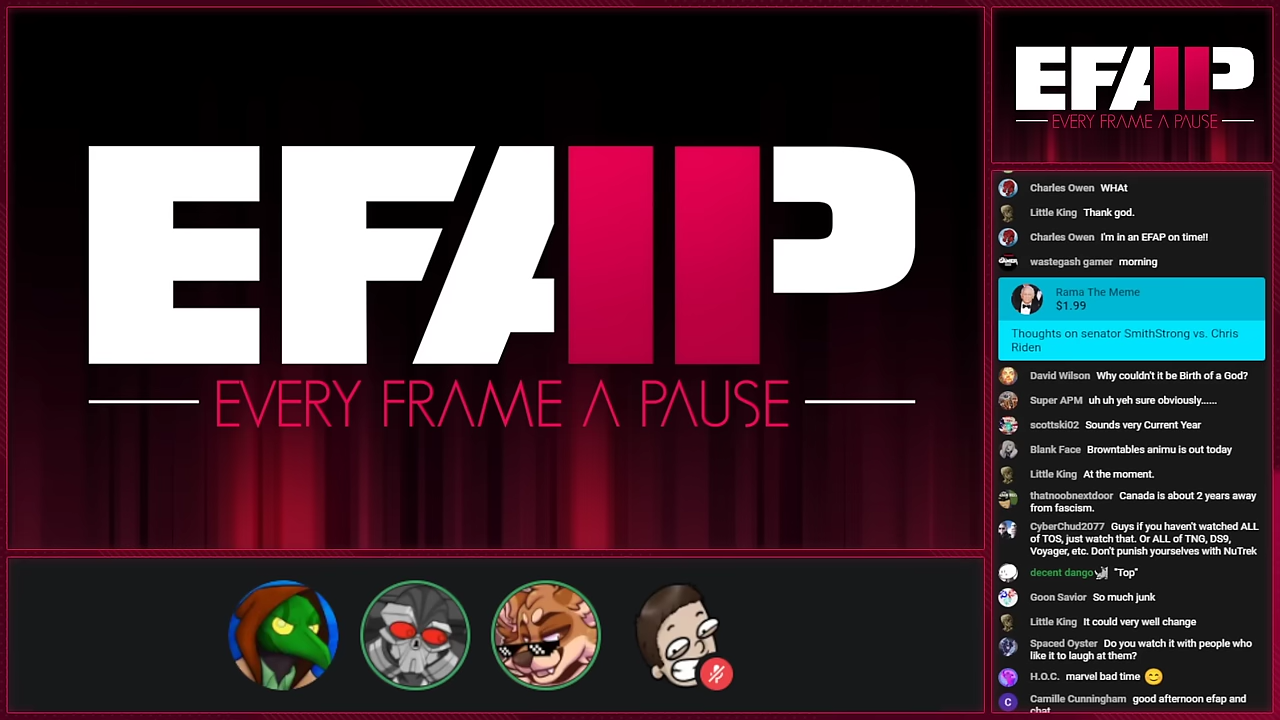 EFAP
EVERY FRAME A PAUSE
EFAP
EVERY FRAME A PAUSE
Charles Owen WHAt
Little King Thank god.
Charles Owen I'm in an EFAP on time!!
wastegash gamer morning
Rama The Meme
$1.99
Thoughts on senator SmithStrong vs. Chris
Riden
David Wilson Why couldn't it be Birth of a God?
Super APM uh uh yeh sure obviously......
scottski02 Sounds very Current Year
Blank Face Browntables animu is out today
Little King At the moment.
thatnoobnextdoor Canada is about 2 years away
from fascism.
CyberChud2077 Guys if you haven't watched ALL
of TOS, just watch that. Or ALL of TNG, DS9,
Voyager, etc. Don't punish yourselves with NuTrek
decent dango "Top"
Goon Savior So much junk
Little King It could very well change
Spaced Oyster Do you watch it with people who
like it to laugh at them?
H.O.C. marvel bad time 😊
C
Camille Cunningham good afternoon efap and
chat